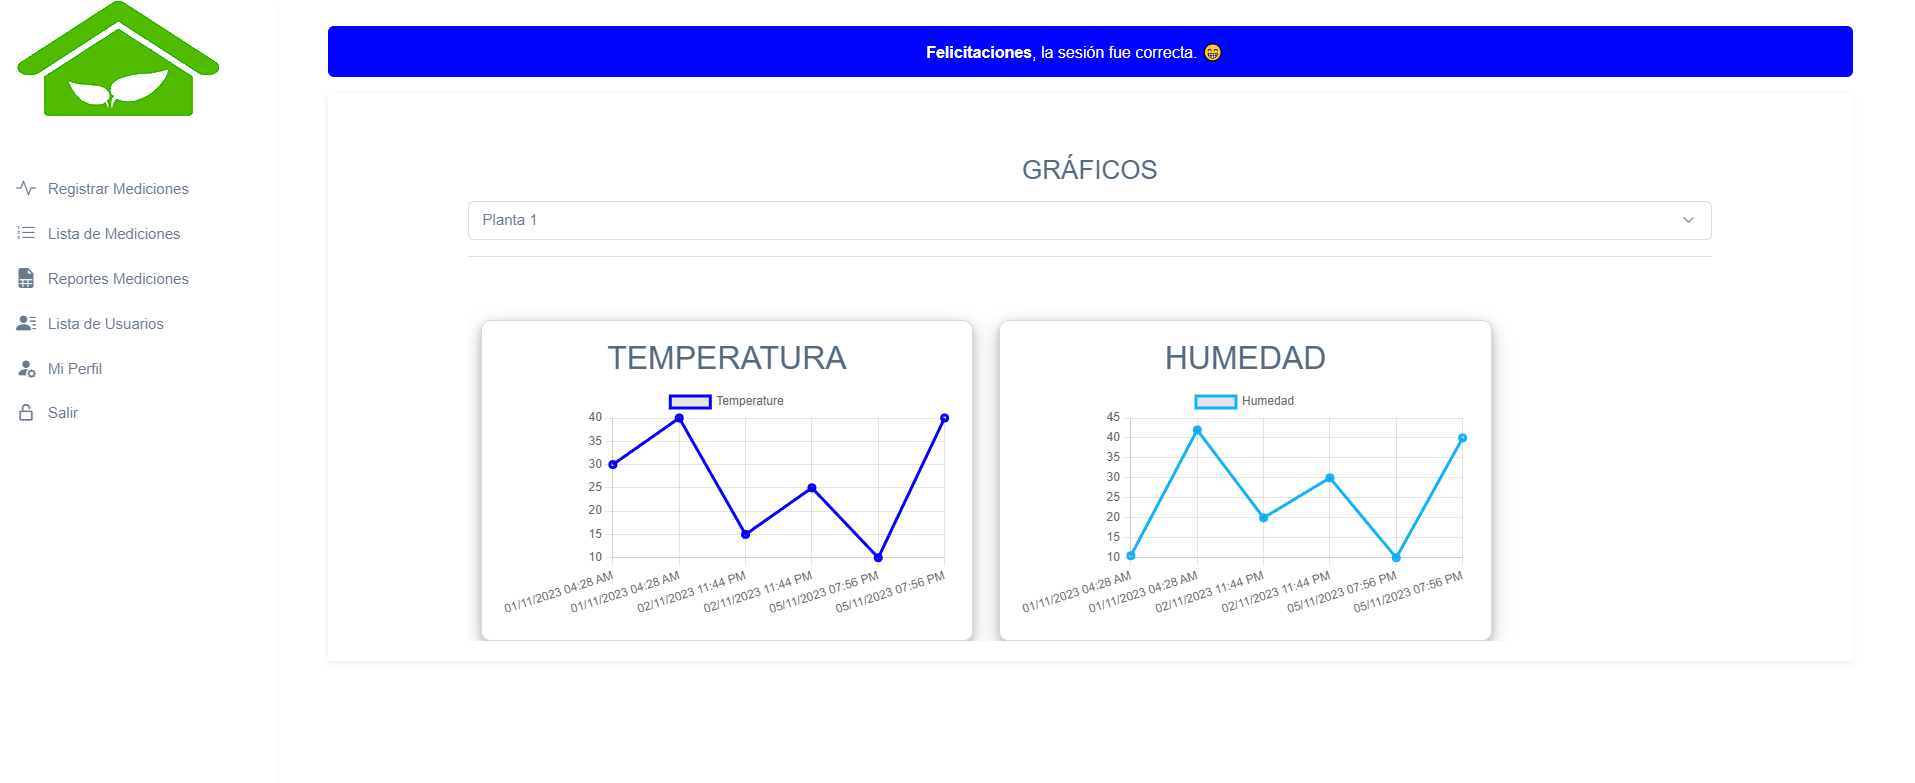 Felicitaciones, la sesión fue correcta. 😁
Registrar Mediciones
Lista de Mediciones
Reportes Mediciones
Lista de Usuarios
Mi Perfil
Salir
GRÁFICOS
Planta 1
TEMPERATURA
Temperature
40
35
30
25
20
15
10
01/11/2023 04:28 AM
01/11/2023 04:28 AM
02/11/2023 11:44 PM
02/11/2023 11:44 PM
05/11/2023 07:56 PM
05/11/2023 07:56 PM
HUMEDAD
Humedad
45
40
35
30
25
20
15
10
01/11/2023 04:28 AM
01/11/2023 04:28 AM
02/11/2023 11:44 PM
02/11/2023 11:44 PM
05/11/2023 07:56 PM
05/11/2023 07:56 PM